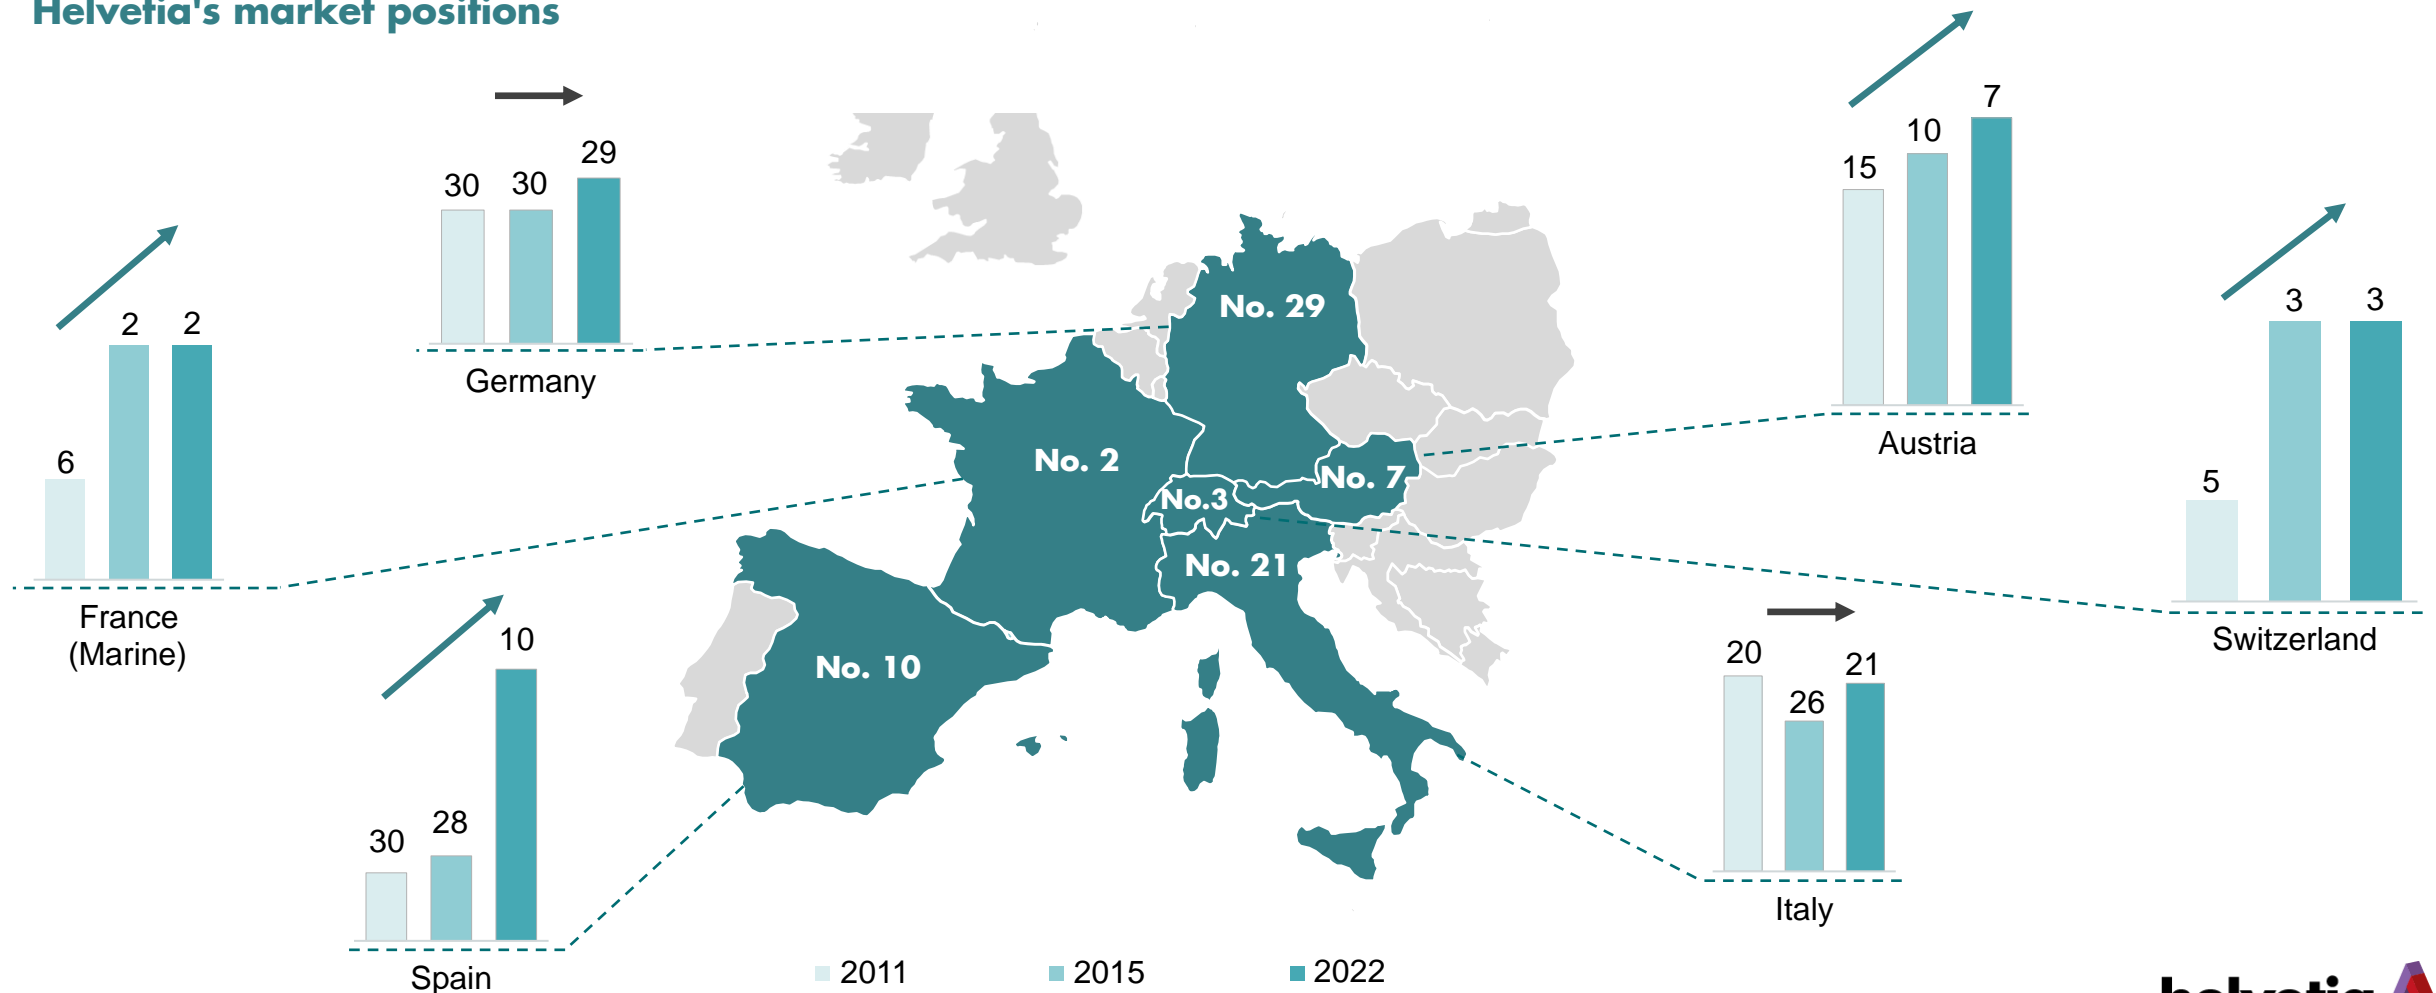 Helvetia's market positions
30
30
29
Germany
6
2
2
France
(Marine)
30
28
10
Spain
No. 29
No. 2
No. 7
No.3
No. 21
No. 10
15
10
7
Austria
5
3
3
Switzerland
20
26
21
Italy
2011
2015
2022
helvetia